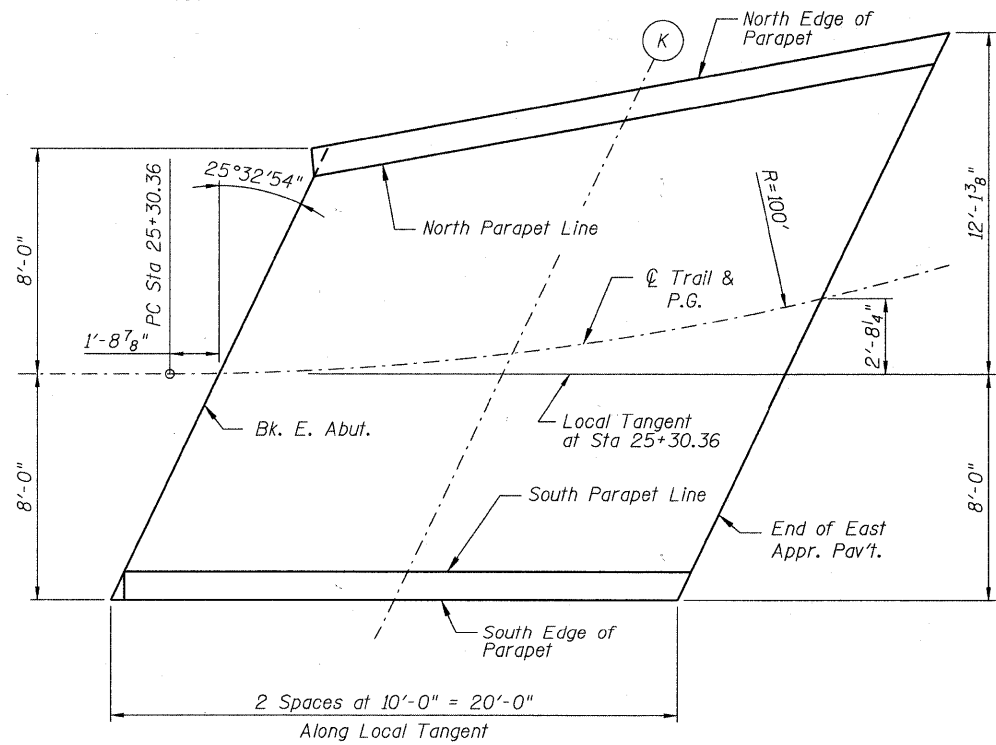 North Edge of
Parapet
K
25°32'54"
PC Sta 25+30.36
North Parapet Line
R=100'
12'-1 3/8"
8'-0"
℄ Trail &
P.G.
1'-8 7/8"
2'-8 1/4"
Local Tangent
at Sta 25+30.36
Bk. E. Abut.
8'-0"
South Parapet Line
8'-0"
End of East
Appr. Pav't.
South Edge of
Parapet
2 Spaces at 10'-0" = 20'-0"
Along Local Tangent